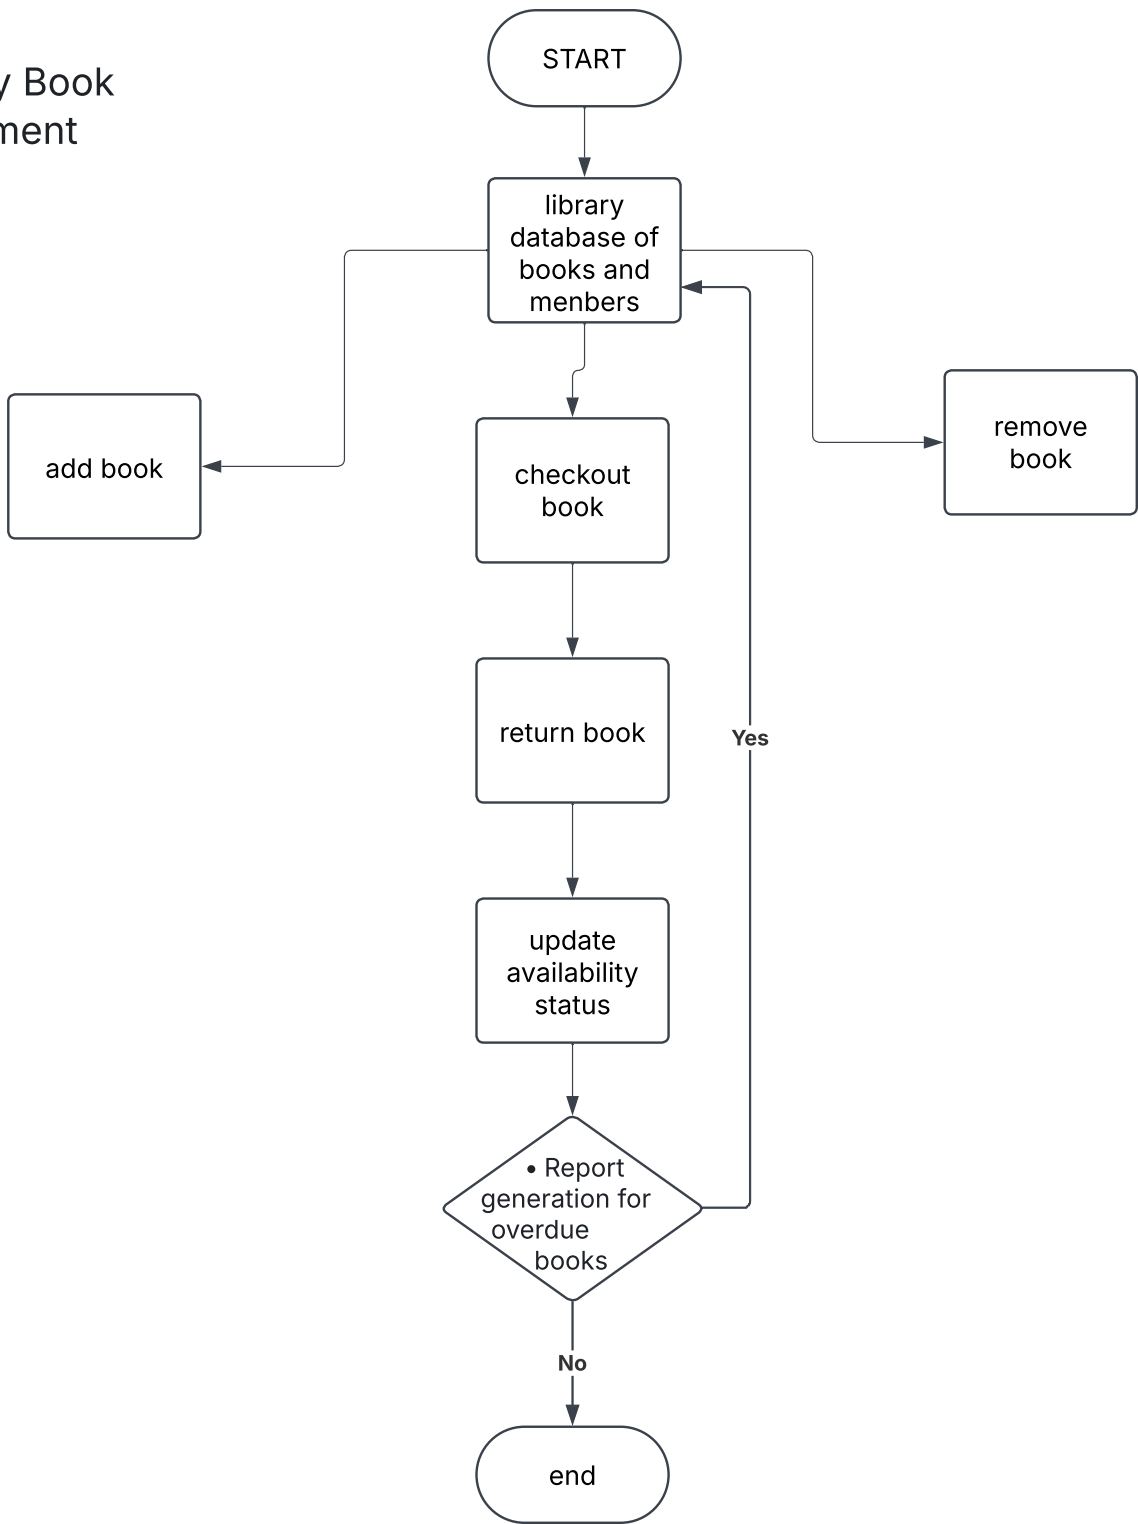 START
y Book
ment
library
database of
books and
menbers
add book
checkout
book
remove
book
return book
Yes
update
availability
status
• Report
generation for
overdue
books
No
end